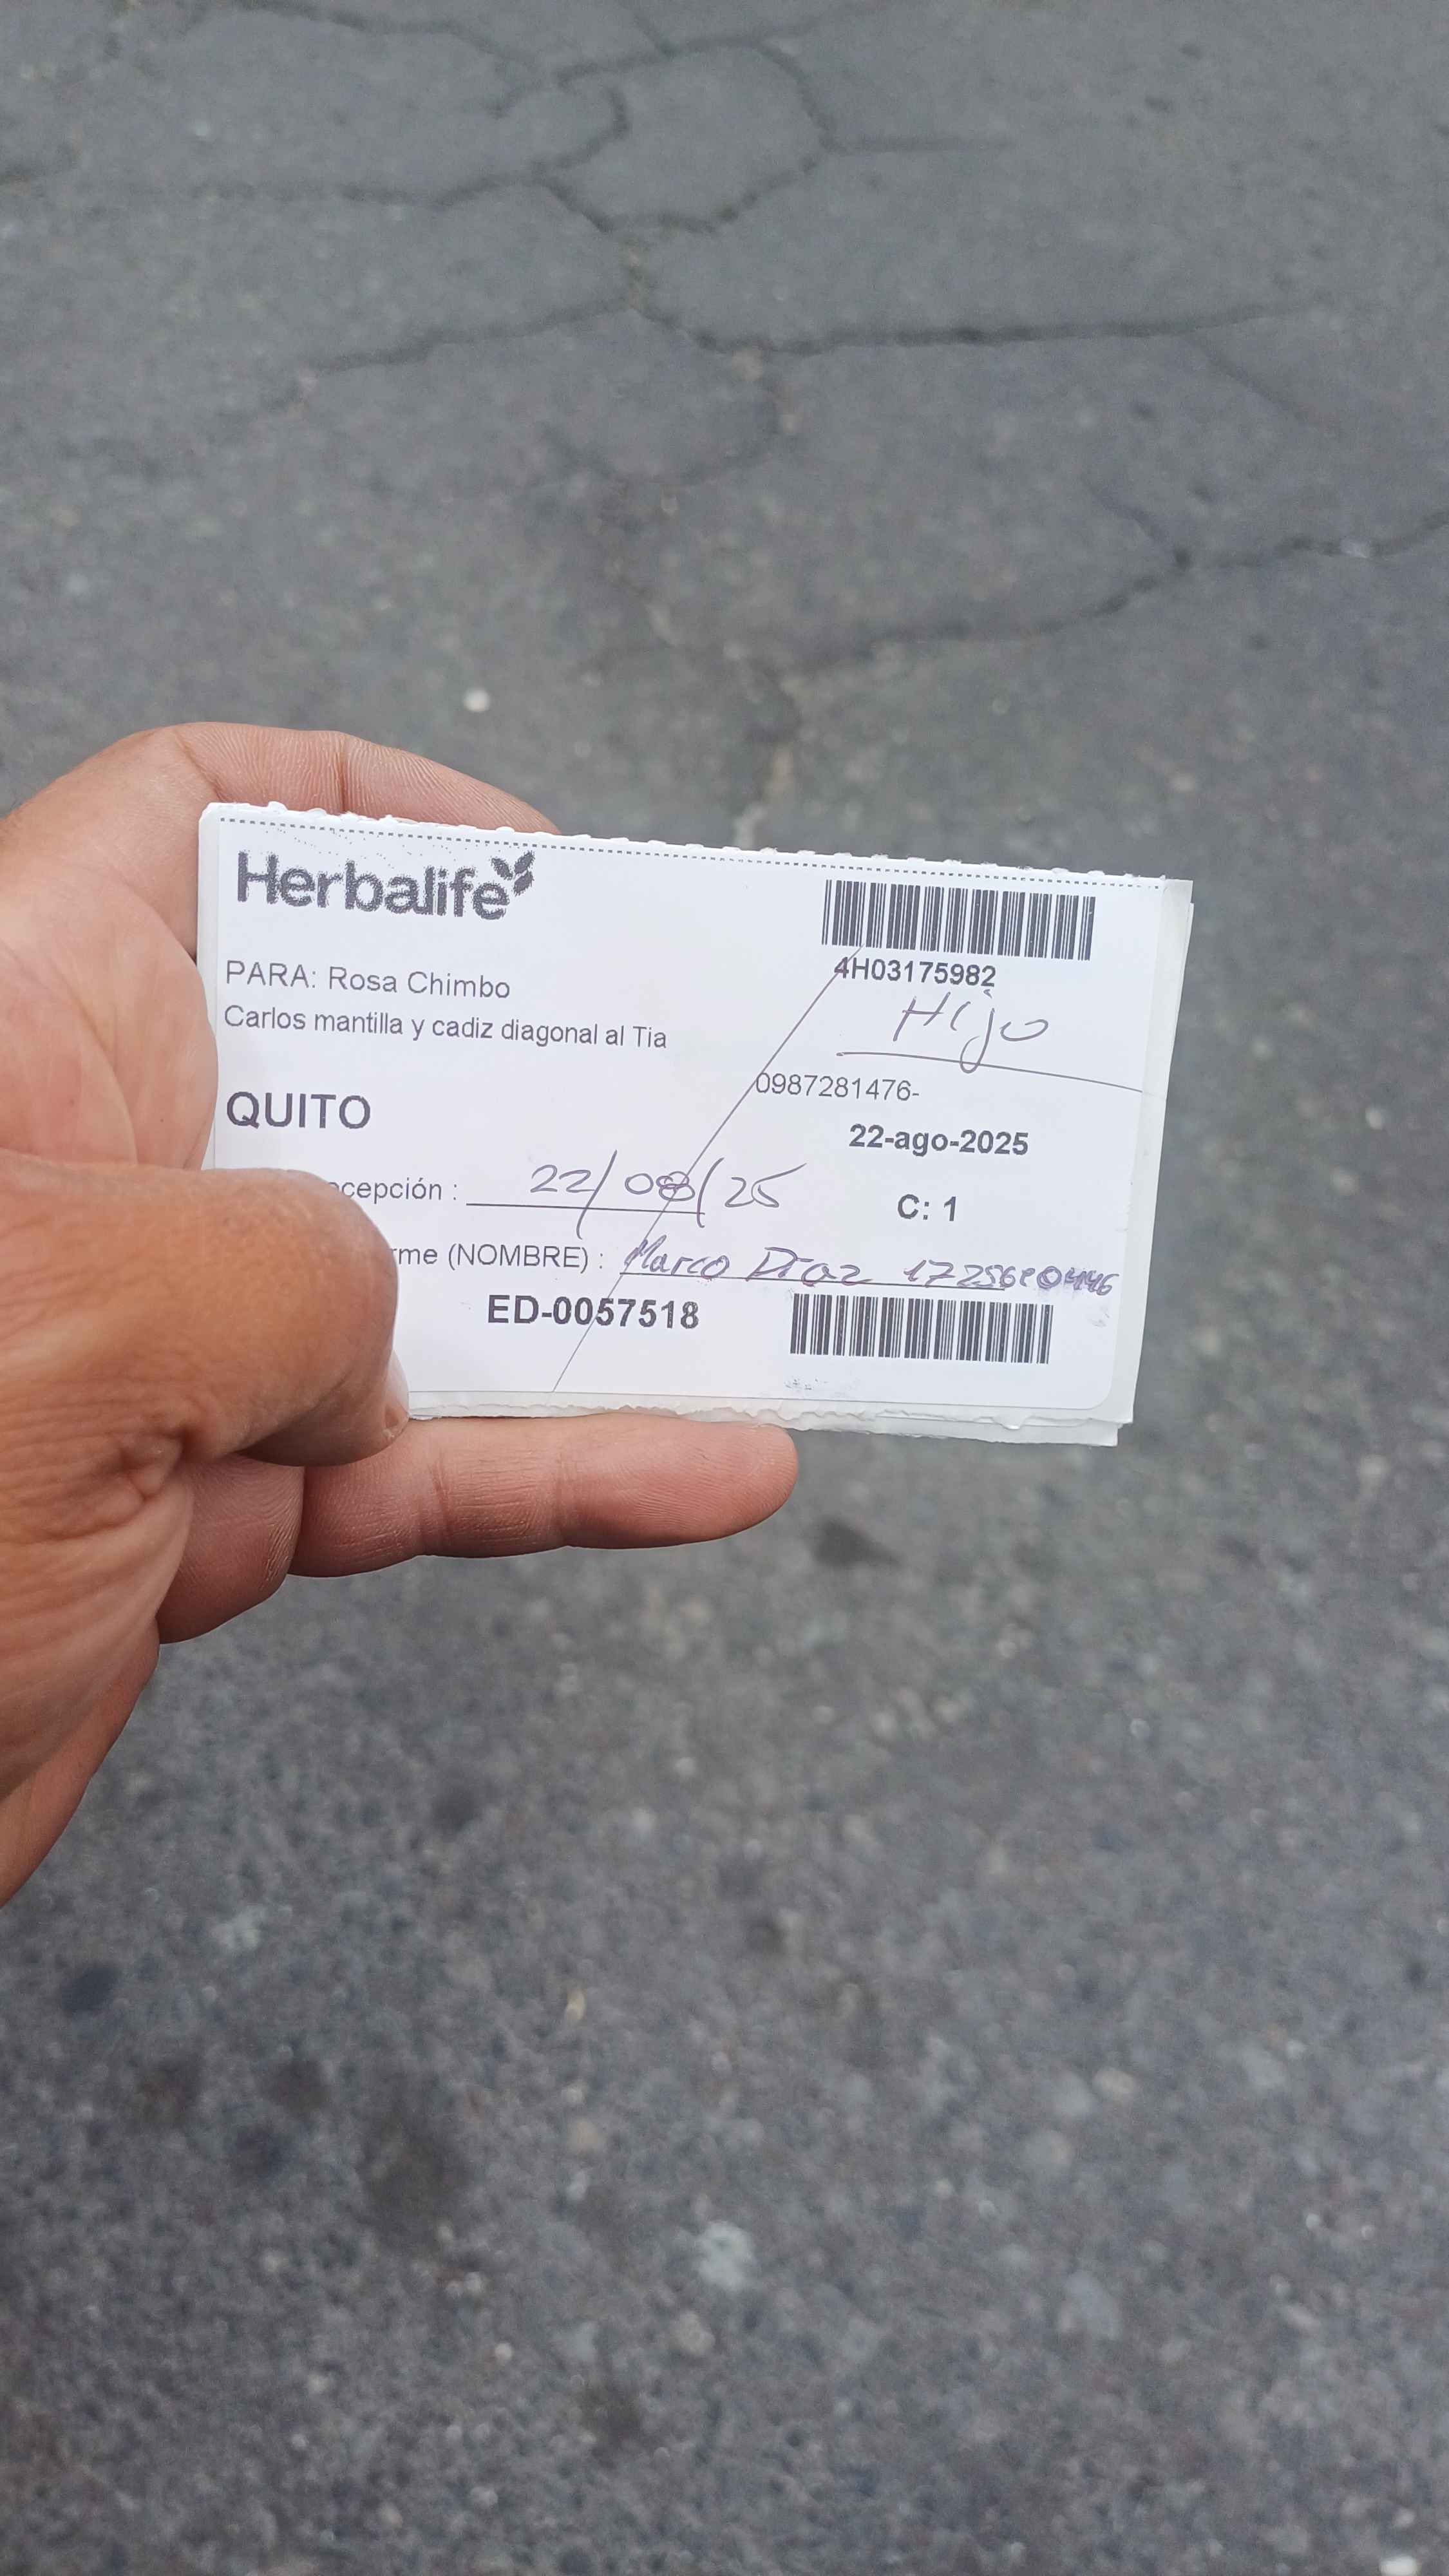 Herbalife
4H03175982
PARA: Rosa Chimbo
Hijo
Carlos mantilla y cadiz diagonal al Tia
0987281476-
QUITO
22-ago-2025
cepción : 22/08/25
C: 1
rme (NOMBRE) : Marco Diaz
ED-0057518